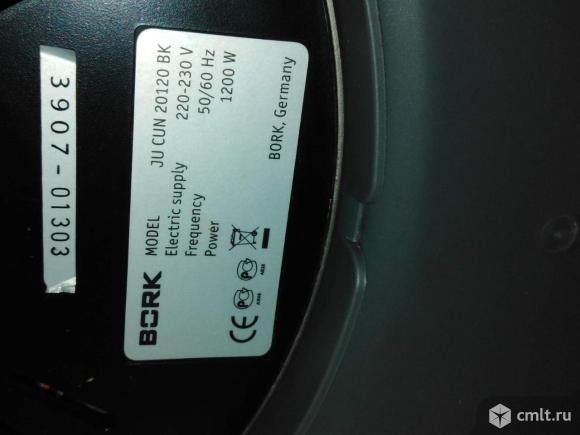 BORK
MODEL JU CUN 20120 BK
Electric supply 220-230 V
Frequency 50/60 Hz
Power 1200 W
BORK, Germany
CE
3907-01303
cmlt.ru